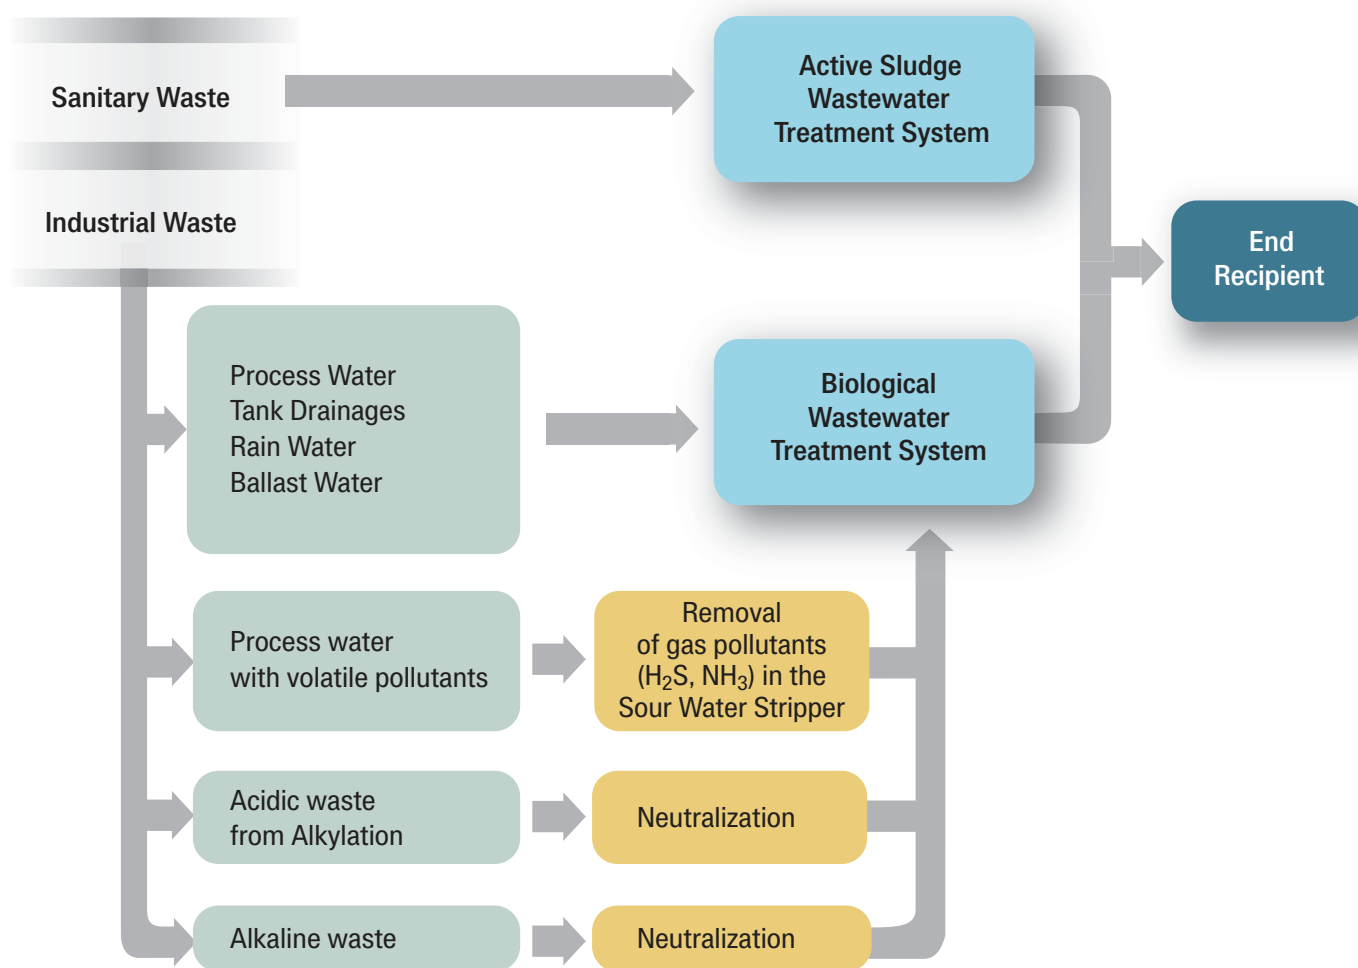 Sanitary Waste
Active Sludge
Wastewater
Treatment System
Industrial Waste
End
Recipient
Process Water
Tank Drainages
Rain Water
Ballast Water
Biological
Wastewater
Treatment System
Process water
with volatile pollutants
Removal
of gas pollutants
(H₂S, NH₃) in the
Sour Water Stripper
Acidic waste
from Alkylation
Neutralization
Alkaline waste
Neutralization